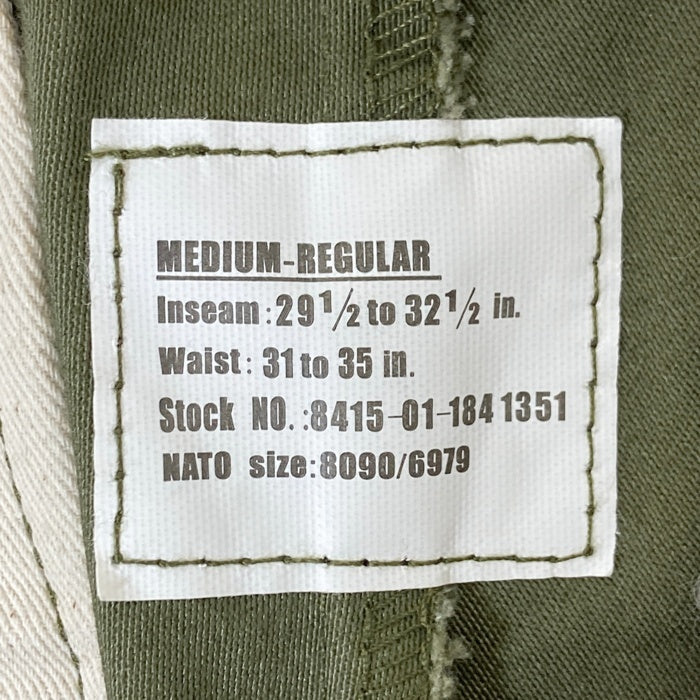 MEDIUM-REGULAR
Inseam:29 1/2 to 32 1/2 in.
Waist: 31 to 35 in.
Stock NO.:8415-01-184 1351
NATO size:8090/6979